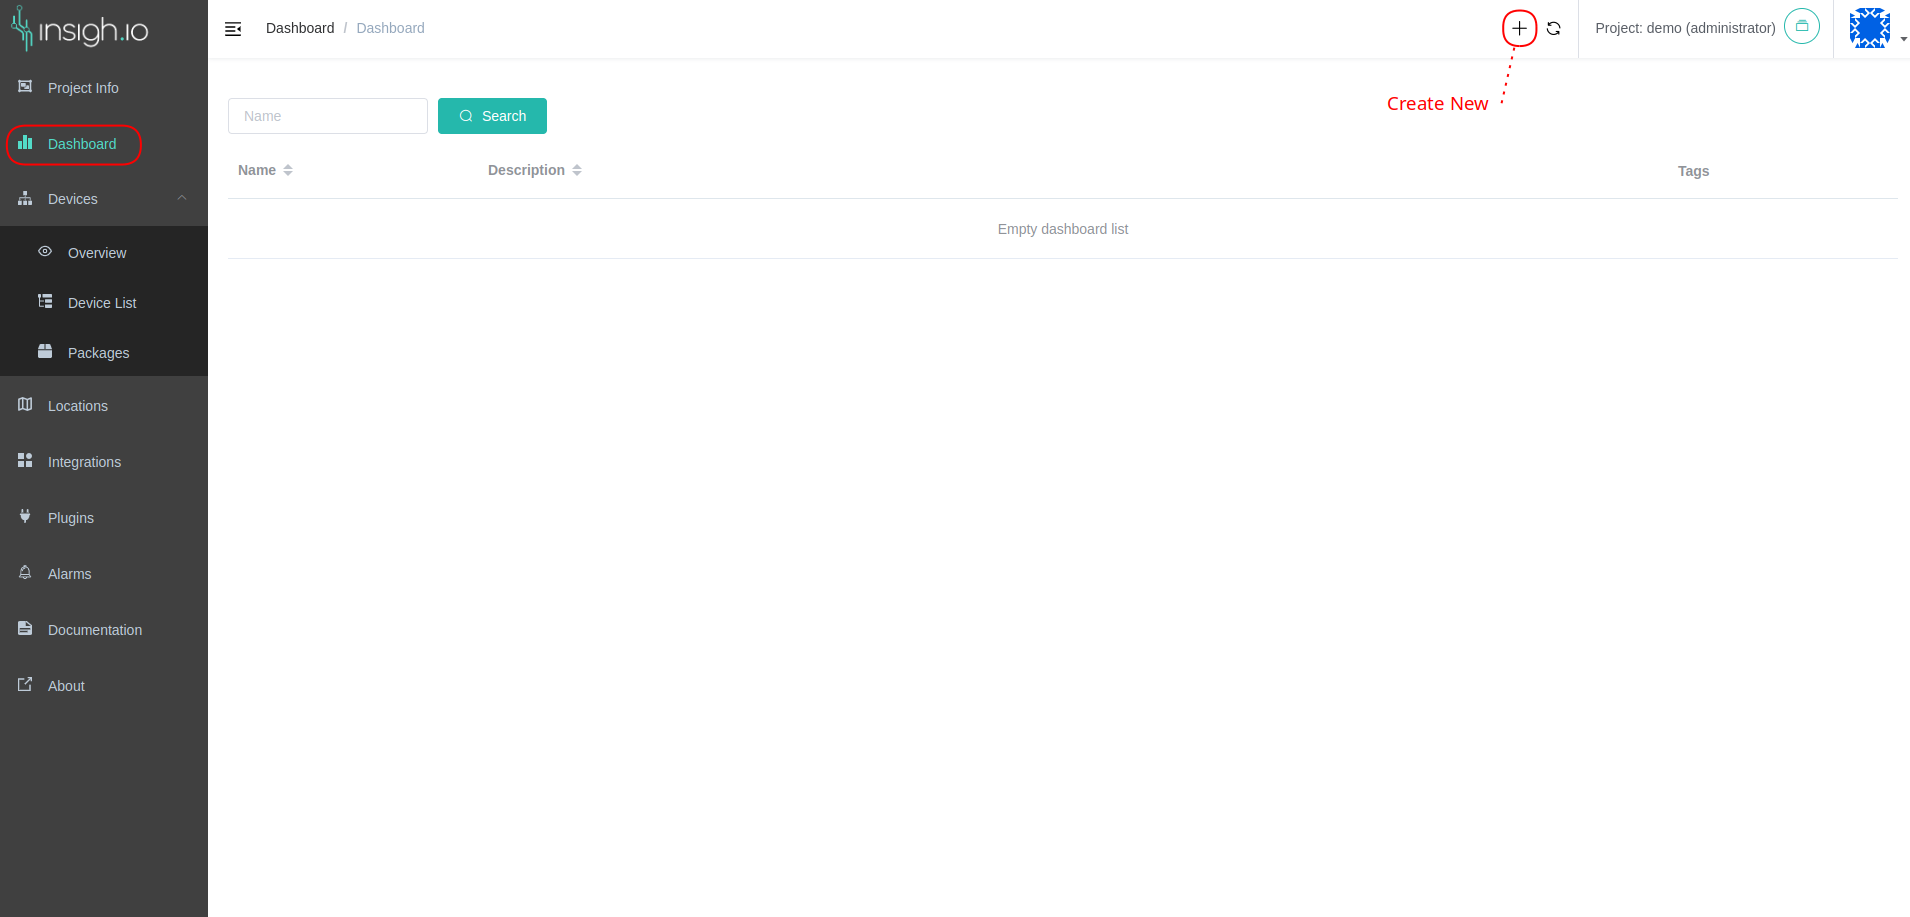 insigh.io
Dashboard / Dashboard
Project: demo (administrator)
Create New
Project Info
Dashboard
Devices
Overview
Device List
Packages
Locations
Integrations
Plugins
Alarms
Documentation
About
Name
Search
Name Description Tags
Empty dashboard list